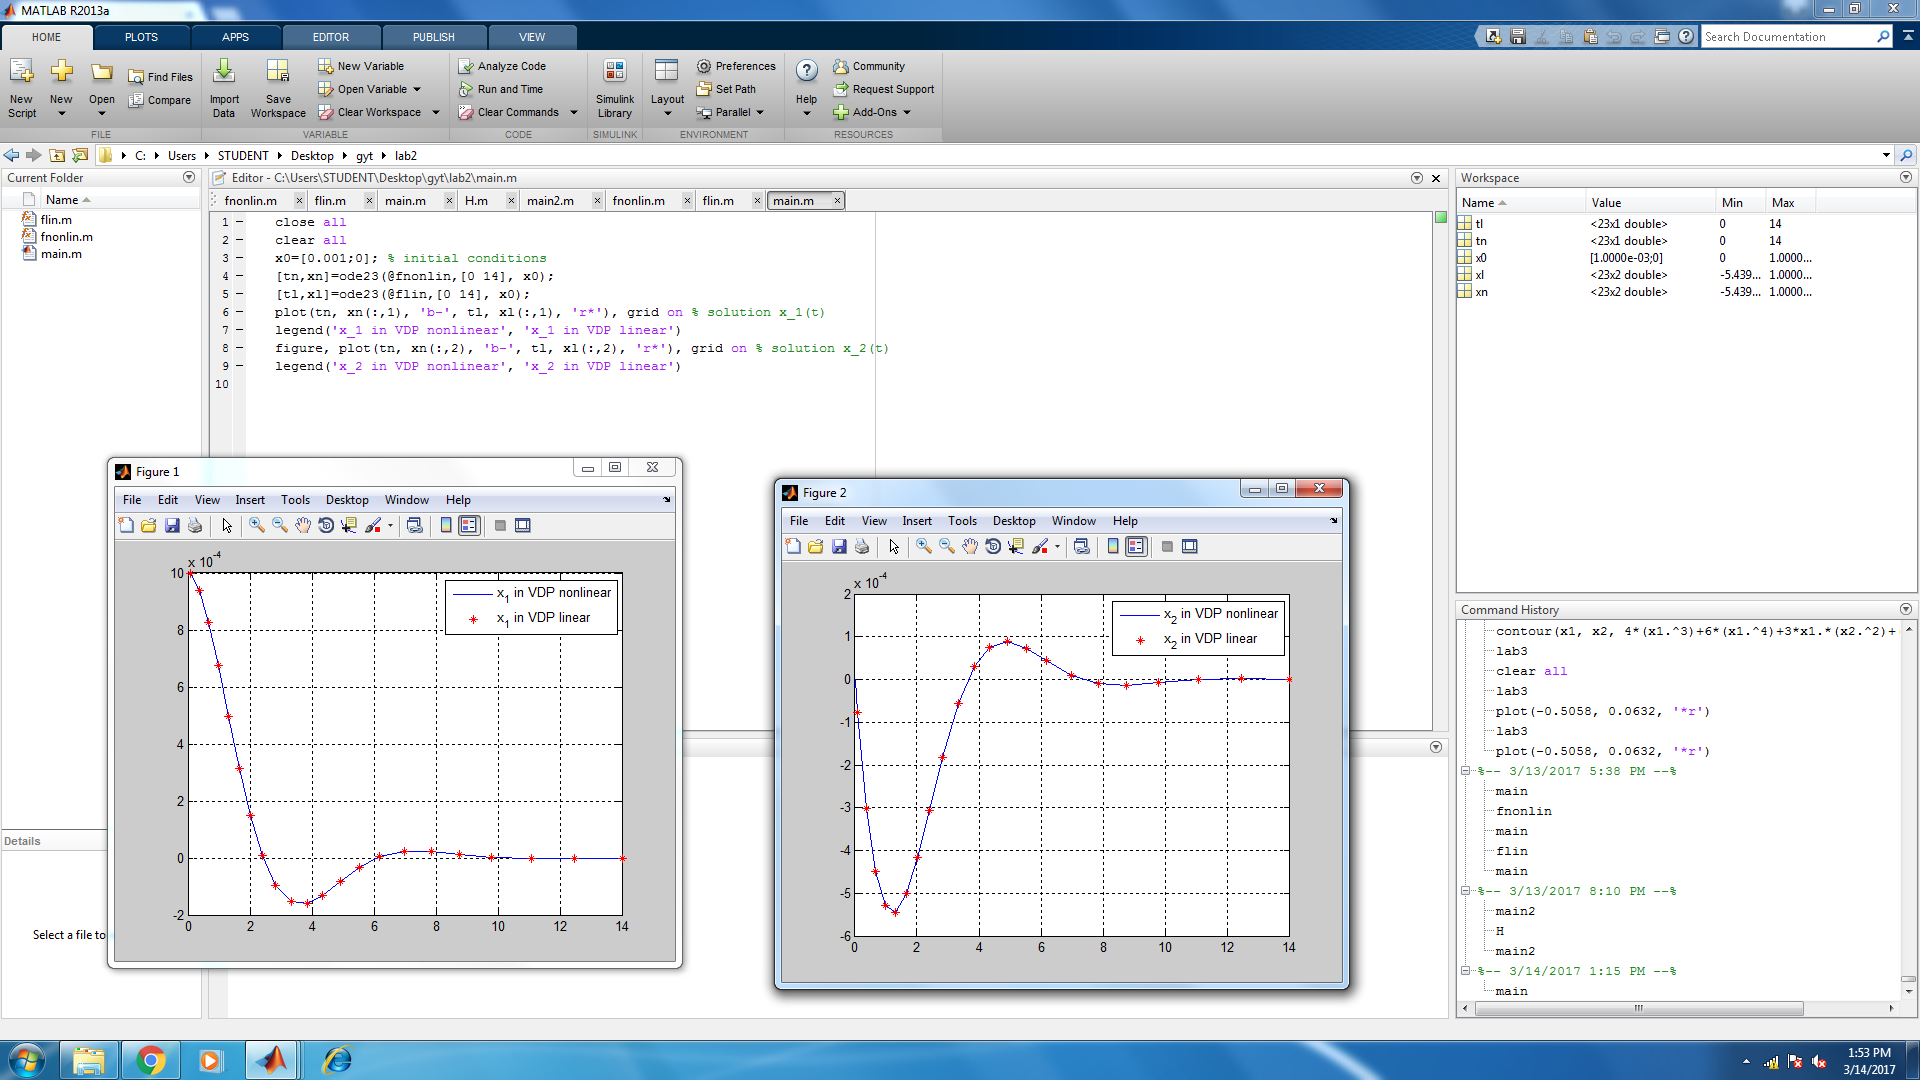 MATLAB R2013a
HOME PLOTS APPS EDITOR PUBLISH VIEW
Search Documentation
New Script
New
Open
Find Files
Compare
FILE
Import Data
Save Workspace
New Variable
Open Variable
Clear Workspace
VARIABLE
Analyze Code
Run and Time
Clear Commands
CODE
Simulink Library
SIMULINK
Layout
Preferences
Set Path
Parallel
ENVIRONMENT
Help
Community
Request Support
Add-Ons
RESOURCES
C: Users STUDENT Desktop gyt lab2
Current Folder
Name
flin.m
fnonlin.m
main.m
Details
Select a file to
Editor - C:\Users\STUDENT\Desktop\gyt\lab2\main.m
fnonlin.m flin.m main.m H.m main2.m fnonlin.m flin.m main.m
1 close all
2 clear all
3 x0=[0.001;0]; % initial conditions
4 [tn,xn]=ode23(@fnonlin,[0 14], x0);
5 [tl,xl]=ode23(@flin,[0 14], x0);
6 plot(tn, xn(:,1), 'b-', tl, xl(:,1), 'r*'), grid on % solution x_1(t)
7 legend('x_1 in VDP nonlinear', 'x_1 in VDP linear')
8 figure, plot(tn, xn(:,2), 'b-', tl, xl(:,2), 'r*'), grid on % solution x_2(t)
9 legend('x_2 in VDP nonlinear', 'x_2 in VDP linear')
10
Figure 1
File Edit View Insert Tools Desktop Window Help
x 10^-4
10
8
6
4
2
0
-2
0 2 4 6 8 10 12 14
x_1 in VDP nonlinear
x_1 in VDP linear
Figure 2
File Edit View Insert Tools Desktop Window Help
x 10^-4
2
1
0
-1
-2
-3
-4
-5
-6
0 2 4 6 8 10 12 14
x_2 in VDP nonlinear
x_2 in VDP linear
Workspace
Name Value Min Max
tl <23x1 double> 0 14
tn <23x1 double> 0 14
x0 [1.0000e-03;0] 0 1.0000...
xl <23x2 double> -5.439... 1.0000...
xn <23x2 double> -5.439... 1.0000...
Command History
contour(x1, x2, 4*(x1.^3)+6*(x1.^4)+3*x1.*(x2.^2)+
lab3
clear all
lab3
plot(-0.5058, 0.0632, '*r')
lab3
plot(-0.5058, 0.0632, '*r')
%-- 3/13/2017 5:38 PM --%
main
fnonlin
main
flin
main
%-- 3/13/2017 8:10 PM --%
main2
H
main2
%-- 3/14/2017 1:15 PM --%
main
1:53 PM
3/14/2017